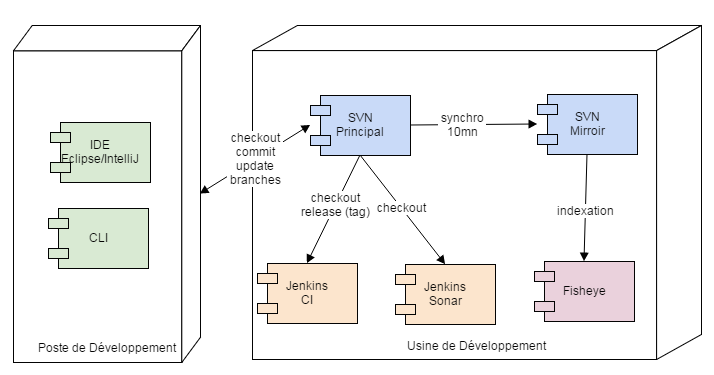 IDE
Eclipse/IntelliJ
CLI
Poste de Développement
checkout
commit
update
branches
SVN
Principal
synchro
10mn
SVN
Mirroir
checkout
release (tag)
checkout
indexation
Jenkins
CI
Jenkins
Sonar
Fisheye
Usine de Développement